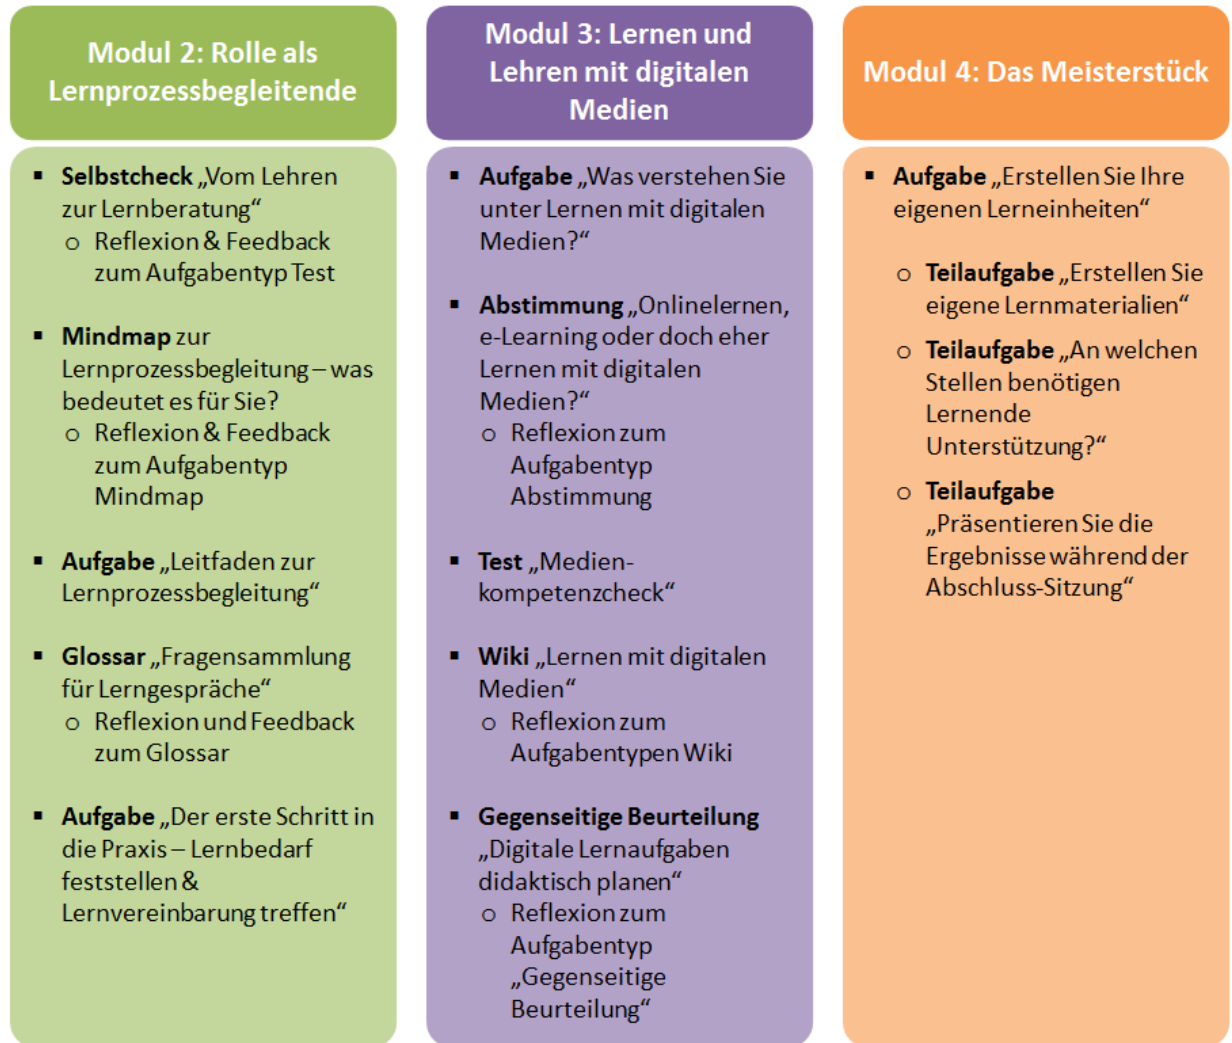 Modul 2: Rolle als
Lernprozessbegleitende
▪ Selbstcheck „Vom Lehren
zur Lernberatung“
o Reflexion & Feedback
zum Aufgabentyp Test
▪ Mindmap zur
Lernprozessbegleitung – was
bedeutet es für Sie?
o Reflexion & Feedback
zum Aufgabentyp
Mindmap
▪ Aufgabe „Leitfaden zur
Lernprozessbegleitung“
▪ Glossar „Fragensammlung
für Lerngespräche“
o Reflexion und Feedback
zum Glossar
▪ Aufgabe „Der erste Schritt in
die Praxis – Lernbedarf
feststellen &
Lernvereinbarung treffen“
Modul 3: Lernen und
Lehren mit digitalen
Medien
▪ Aufgabe „Was verstehen Sie
unter Lernen mit digitalen
Medien?“
▪ Abstimmung „Onlinelernen,
e-Learning oder doch eher
Lernen mit digitalen
Medien?“
o Reflexion zum
Aufgabentyp
Abstimmung
▪ Test „Medien-
kompetenzcheck“
▪ Wiki „Lernen mit digitalen
Medien“
o Reflexion zum
Aufgabentypen Wiki
▪ Gegenseitige Beurteilung
„Digitale Lernaufgaben
didaktisch planen“
o Reflexion zum
Aufgabentyp
„Gegenseitige
Beurteilung“
Modul 4: Das Meisterstück
▪ Aufgabe „Erstellen Sie Ihre
eigenen Lerneinheiten“
o Teilaufgabe „Erstellen Sie
eigene Lernmaterialien“
o Teilaufgabe „An welchen
Stellen benötigen
Lernende
Unterstützung?“
o Teilaufgabe
„Präsentieren Sie die
Ergebnisse während der
Abschluss-Sitzung“